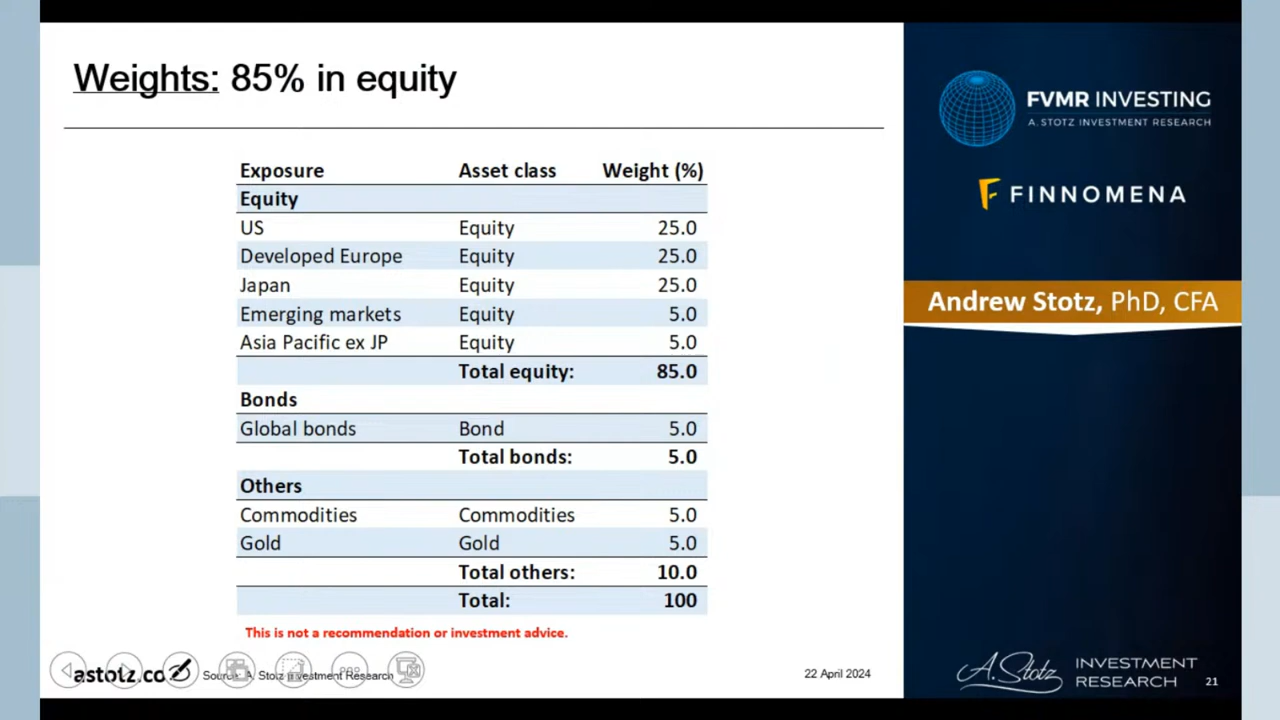 Weights: 85% in equity
Exposure Asset class Weight (%)
Equity
US Equity 25.0
Developed Europe Equity 25.0
Japan Equity 25.0
Emerging markets Equity 5.0
Asia Pacific ex JP Equity 5.0
Total equity: 85.0
Bonds
Global bonds Bond 5.0
Total bonds: 5.0
Others
Commodities Commodities 5.0
Gold Gold 5.0
Total others: 10.0
Total: 100
This is not a recommendation or investment advice.
astotz.co
Source: A. Stotz Investment Research
22 April 2024
FVMR INVESTING
A. STOTZ INVESTMENT RESEARCH
FINNOMENA
Andrew Stotz, PhD, CFA
A. Stotz INVESTMENT
RESEARCH
21